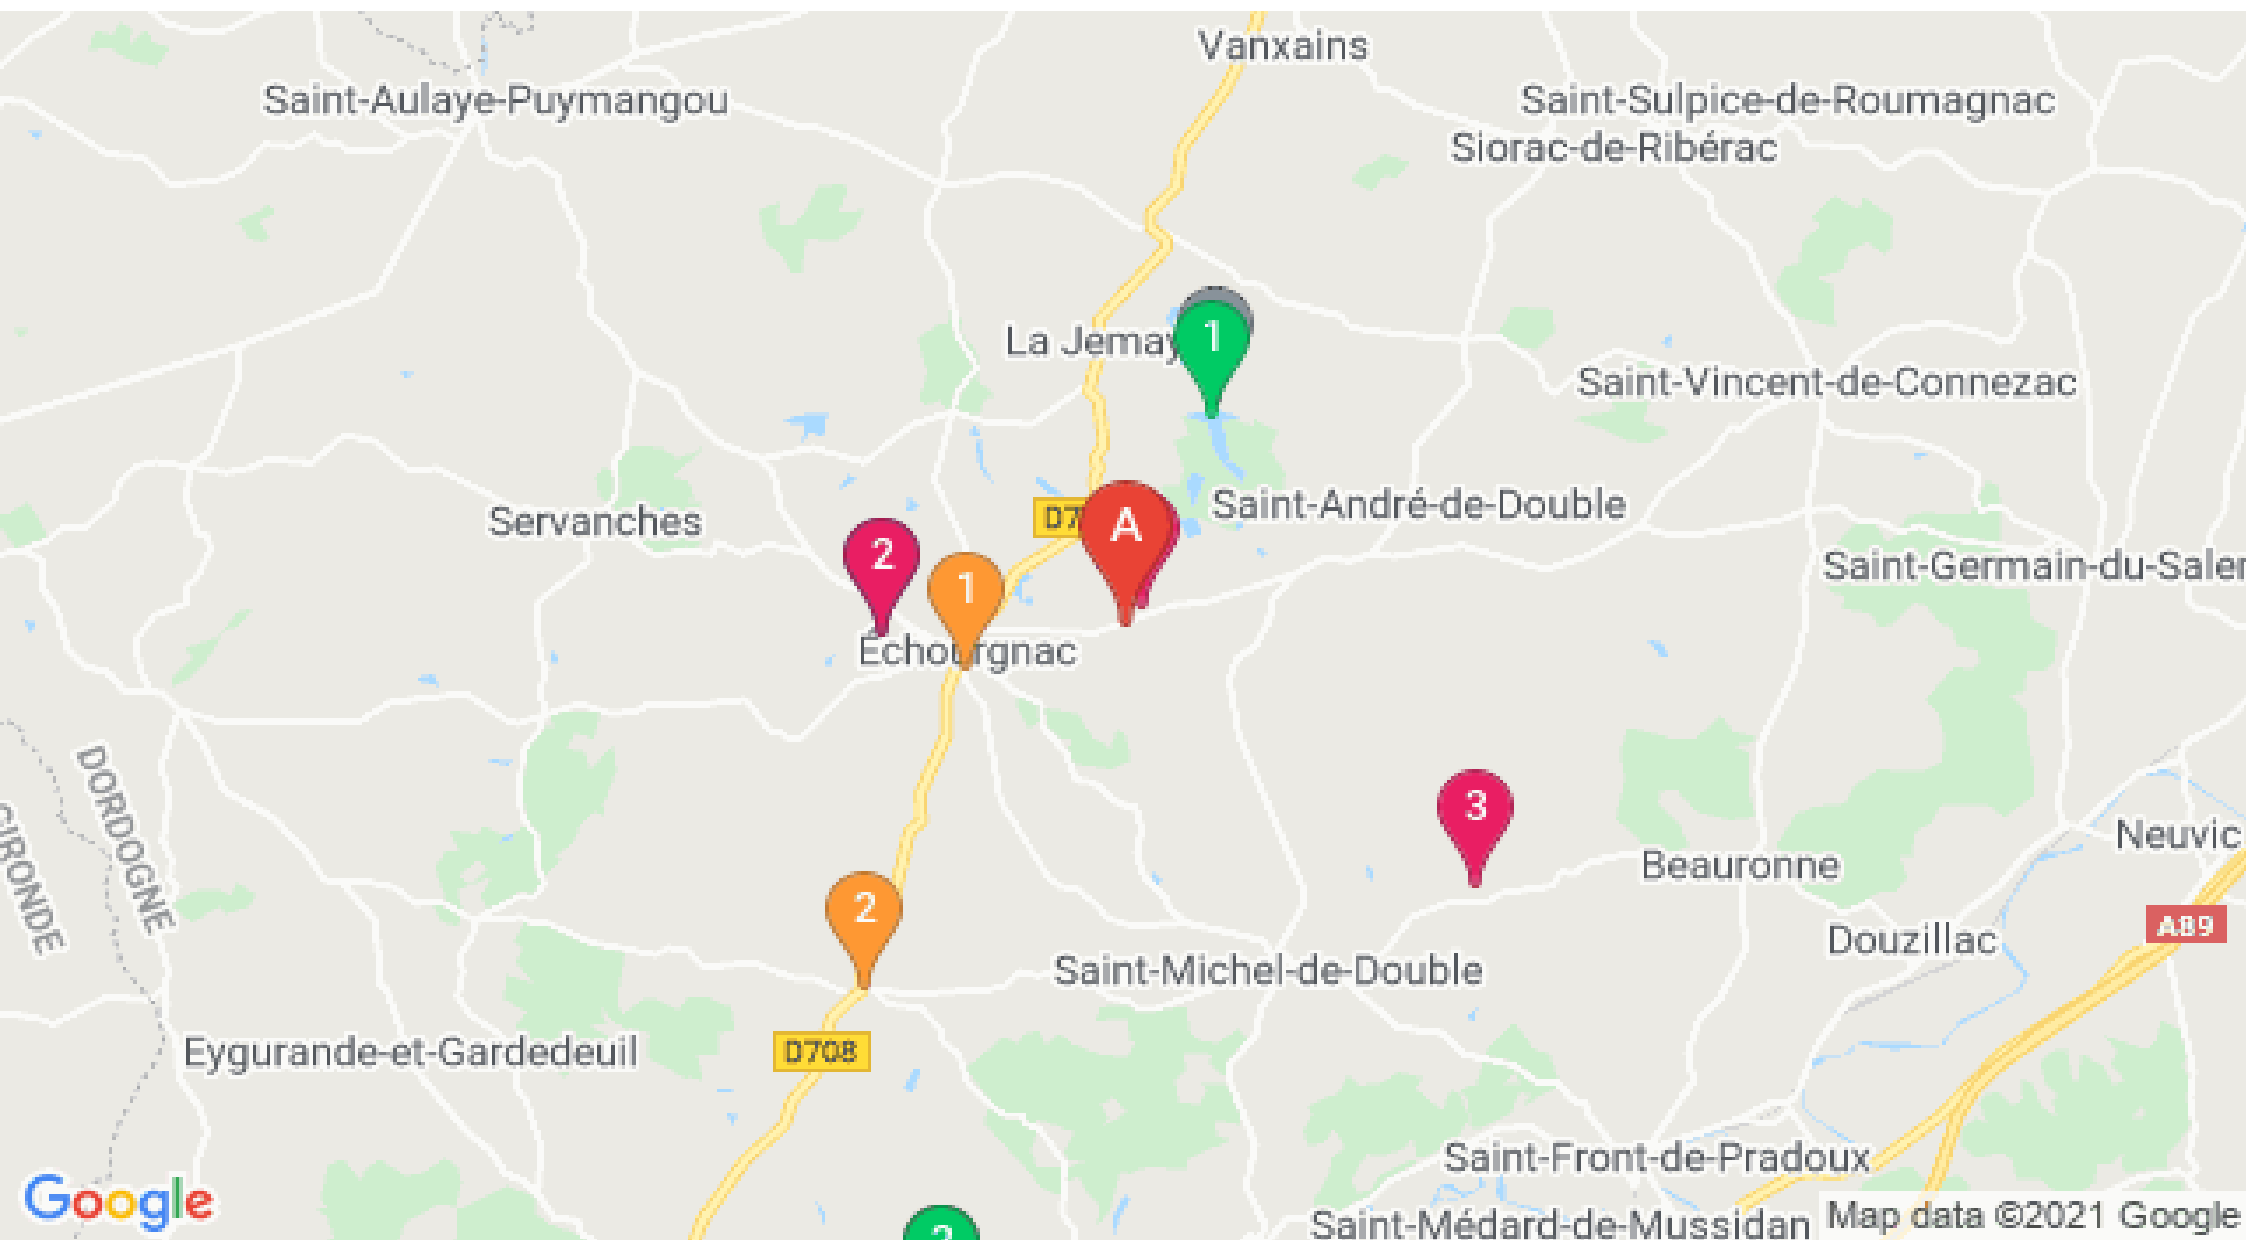 Vanxains
Saint-Aulaye-Puymangou
Saint-Sulpice-de-Roumagnac
Siorac-de-Ribérac
La Jemay
1
Saint-Vincent-de-Connezac
Servanches
D7
A
Saint-André-de-Double
2
1
Saint-Germain-du-Saler
Échourgnac
DORDOGNE
GIRONDE
3
Neuvic
Beauronne
2
A89
Douzillac
Saint-Michel-de-Double
Eygurande-et-Gardedeuil
D708
Saint-Front-de-Pradoux
Google
Saint-Médard-de-Mussidan
Map data ©2021 Google